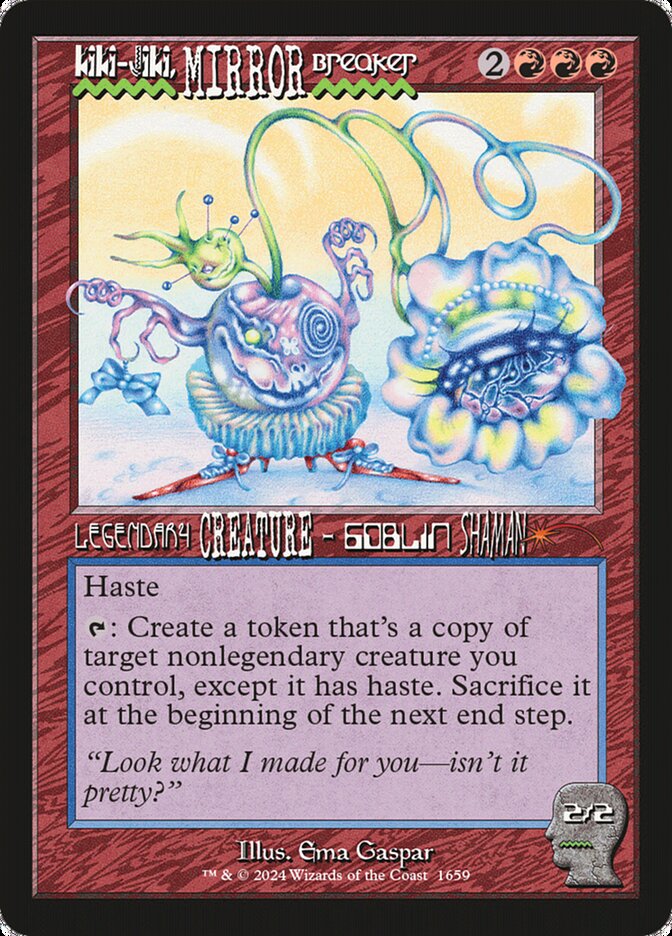 Kiki-Jiki, MIRROR Breaker 2
LEGENDARY CREATURE - GOBLIN SHAMAN
Haste
: Create a token that's a copy of
target nonlegendary creature you
control, except it has haste. Sacrifice it
at the beginning of the next end step.
“Look what I made for you—isn't it
pretty?”
2/2
Illus. Ema Gaspar
™ & © 2024 Wizards of the Coast 1659